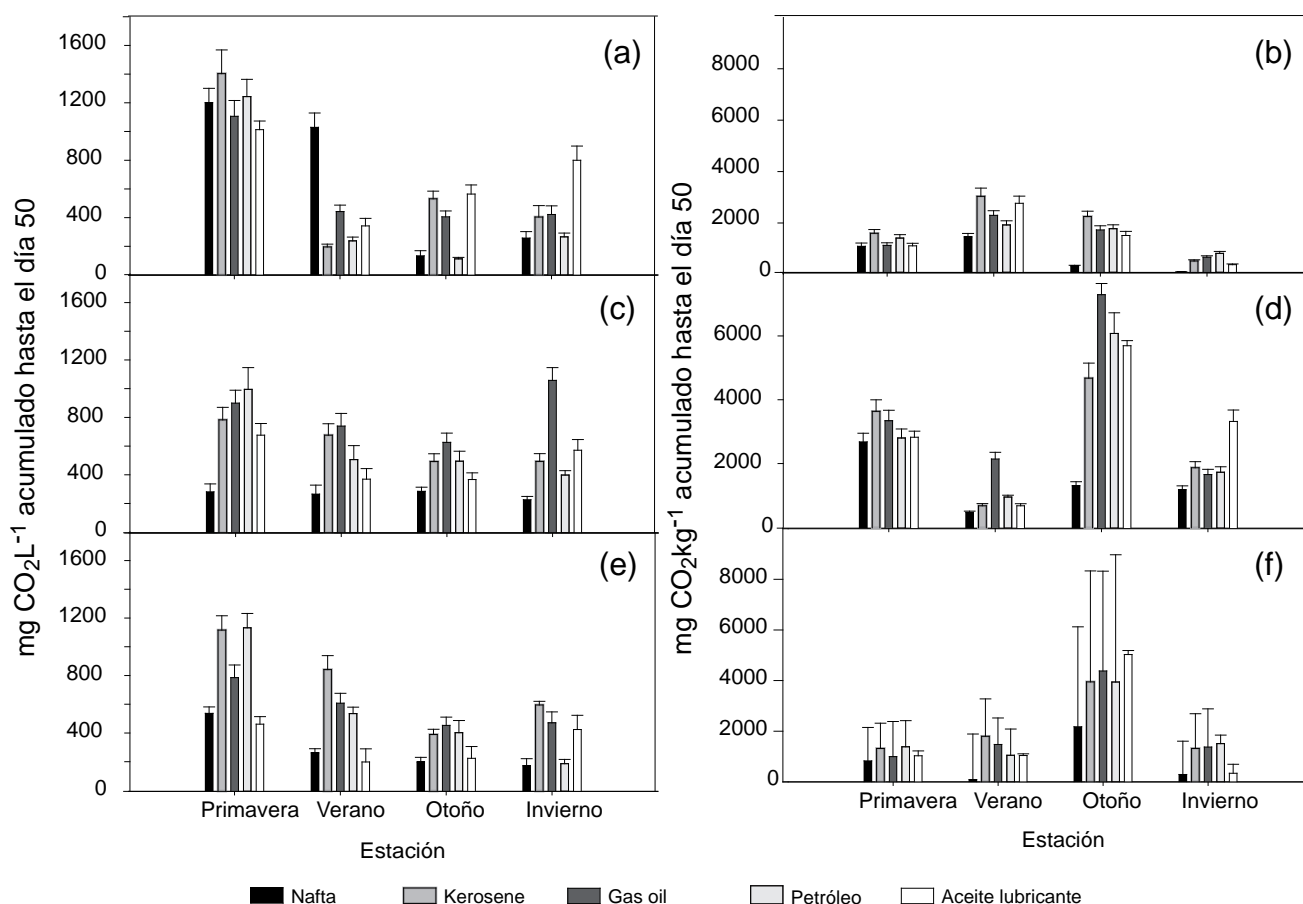 mg CO₂L⁻¹ acumulado hasta el día 50
1600
1200
800
400
0
(a)
1600
1200
800
400
0
(c)
1600
1200
800
400
0
(e)
Primavera Verano Otoño Invierno
Estación
mg CO₂kg⁻¹ acumulado hasta el día 50
8000
6000
4000
2000
0
(b)
6000
4000
2000
0
(d)
8000
6000
4000
2000
0
(f)
Primavera Verano Otoño Invierno
Estación
Nafta Kerosene Gas oil Petróleo Aceite lubricante